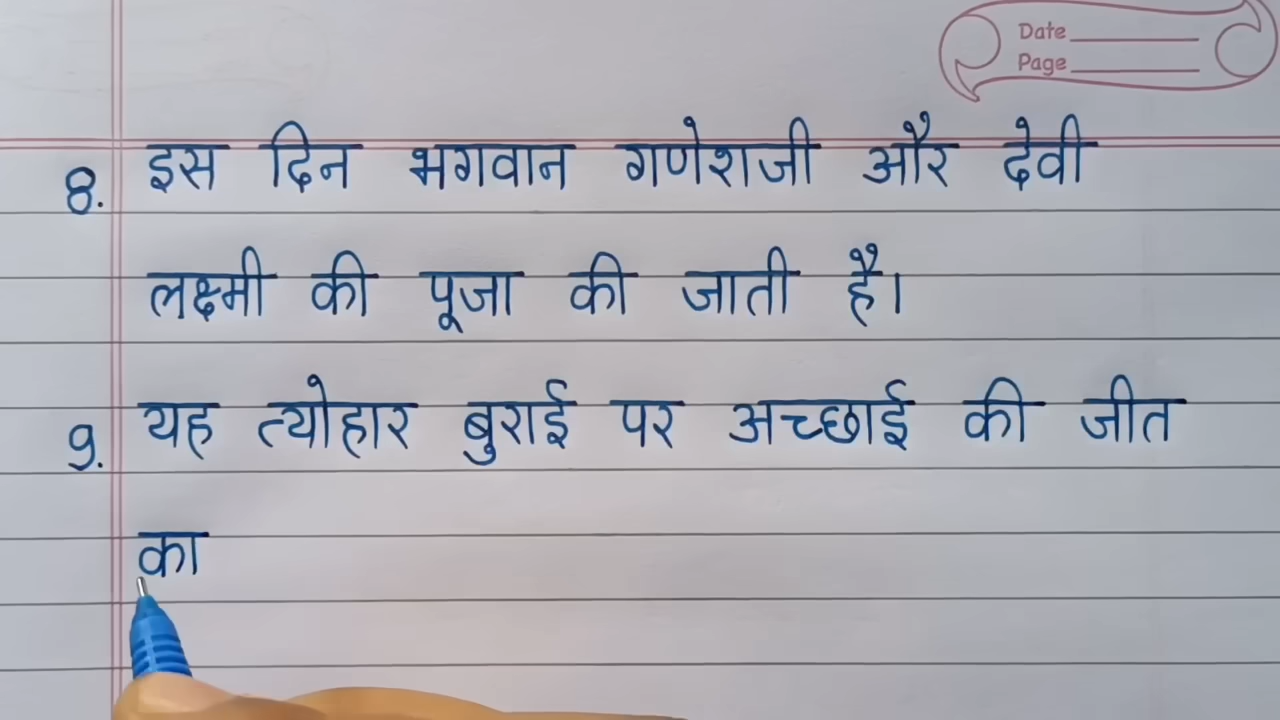 Date
Page
8. इस दिन भगवान गणेशजी और देवी
लक्ष्मी की पूजा की जाती है।
9. यह त्योहार बुराई पर अच्छाई की जीत
का